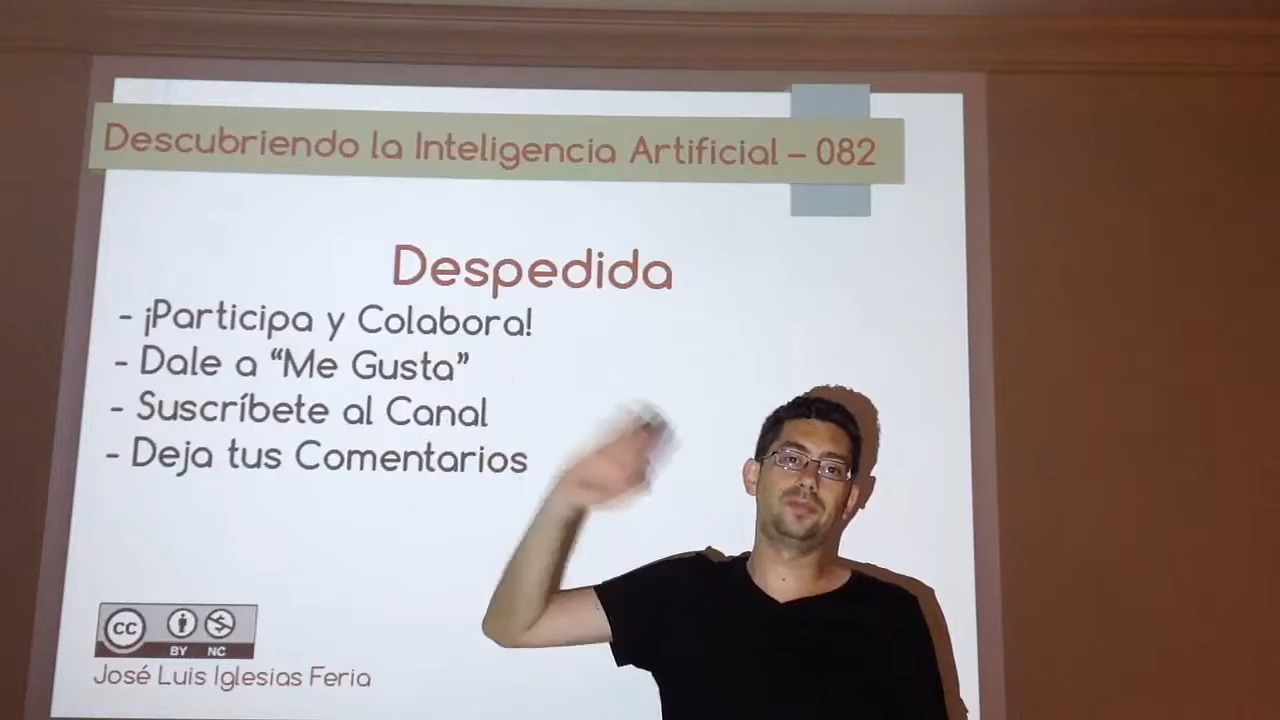 Descubriendo la Inteligencia Artificial – 082
Despedida
- ¡Participa y Colabora!
- Dale a “Me Gusta”
- Suscríbete al Canal
- Deja tus Comentarios
CC BY NC
José Luis Iglesias Feria